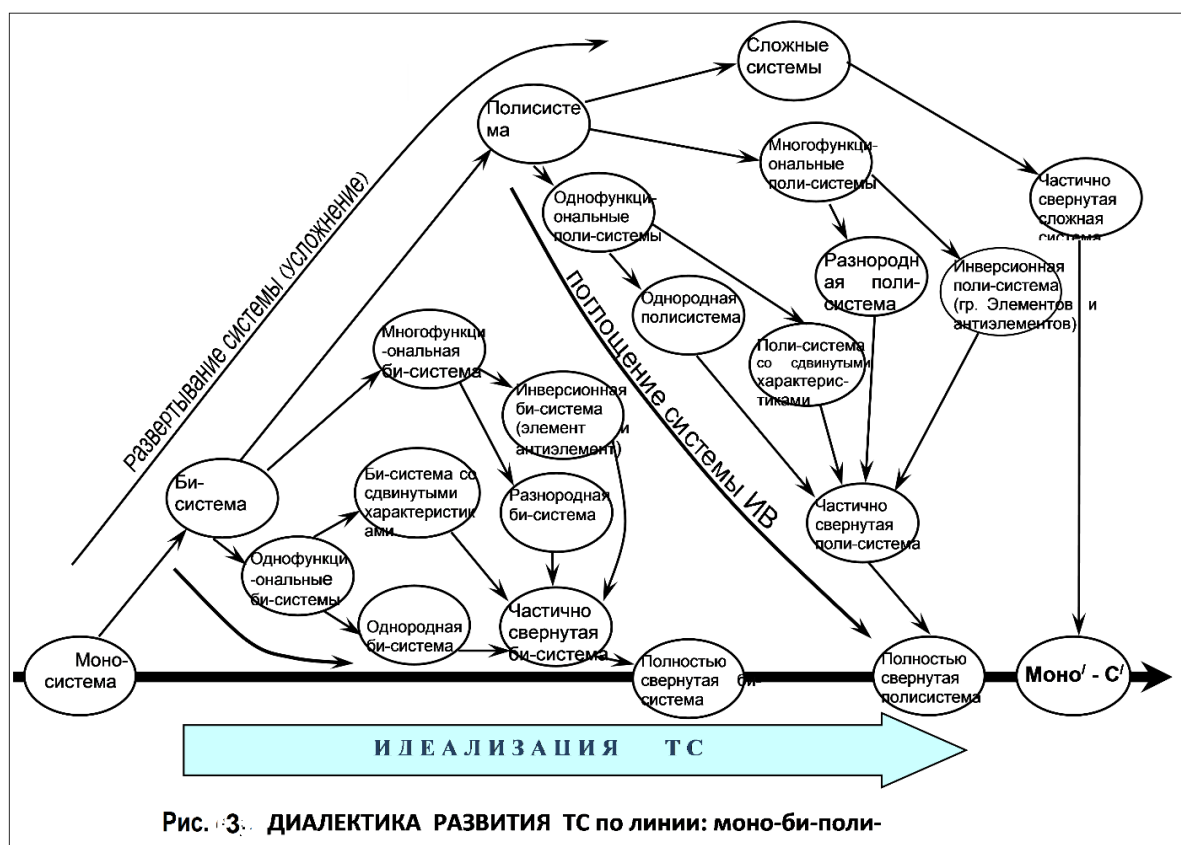 Сложные
системы
Полисисте
ма
Многофункци-
ональные
поли-системы
Частично
свернутая
сложная
система
Однофункци-
ональные
поли-системы
Развертывание системы (усложнение)
Разнородн
ая поли-
система
Инверсионная
поли-система
(гр. Элементов и
антиэлементов)
Однородная
полисистема
поглощение системы ИВ
Многофункци
-ональная
би-система
Поли-система
со сдвинутыми
характерис-
тиками
Инверсионная
би-система
(элемент и
антиэлемент)
Би-
система
Би-система со
сдвинутыми
характеристик
ами
Разнородная
би-система
Частично
свернутая
поли-система
Однофункци
-ональные
би-системы
Однородная
би-система
Частично
свернутая
би-система
Моно-
система
Полностью
свернутая би-
система
Полностью
свернутая
полисистема
Моно/ - С/
ИДЕАЛИЗАЦИЯ ТС
Рис. 3. ДИАЛЕКТИКА РАЗВИТИЯ ТС по линии: моно-би-поли-